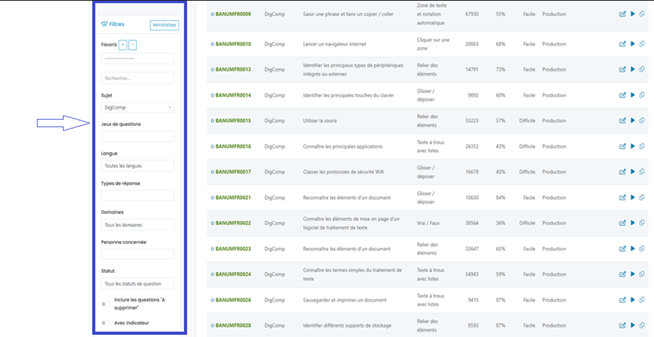 Filtres
Réinitialiser
Favoris
Rechercher...
Sujet
DigComp
Jeux de questions
Langue
Toutes les langues
Types de réponse
Domaines
Tous les domaines
Personne concernée
Statut
Tous les statuts de question
Inclure les questions "A
supprimer"
Avec indicateur
BANUMFR0009 DigComp Saisir une phrase et faire un copier / coller Zone de texte et notation automatique 67930 55% Facile Production
BANUMFR0010 DigComp Lancer un navigateur internet Cliquer sur une zone 20863 68% Facile Production
BANUMFR0013 DigComp Identifier les principaux types de périphériques intégrés ou externes Relier des éléments 14791 73% Facile Production
BANUMFR0014 DigComp Identifier les principales touches du clavier Glisser / déposer 9892 60% Facile Production
BANUMFR0015 DigComp Utiliser la souris Relier des éléments 33223 57% Difficile Production
BANUMFR0016 DigComp Connaître les principales applications Texte à trous avec listes 26352 43% Difficile Production
BANUMFR0017 DigComp Classer les protocoles de sécurité Wifi Glisser / déposer 16678 45% Difficile Production
BANUMFR0021 DigComp Reconnaître les éléments d'un document Glisser / déposer 10630 84% Facile Production
BANUMFR0022 DigComp Connaître les éléments de mise en page d'un logiciel de traitement de texte Vrai / Faux 38564 36% Difficile Production
BANUMFR0023 DigComp Reconnaître les éléments d'un document Relier des éléments 33647 65% Facile Production
BANUMFR0024 DigComp Connaître les termes simples du traitement de texte Texte à trous avec listes 54943 59% Facile Production
BANUMFR0026 DigComp Sauvegarder et imprimer un document Texte à trous avec listes 9415 87% Facile Production
BANUMFR0028 DigComp Identifier différents supports de stockage Relier des éléments 8593 87% Facile Production